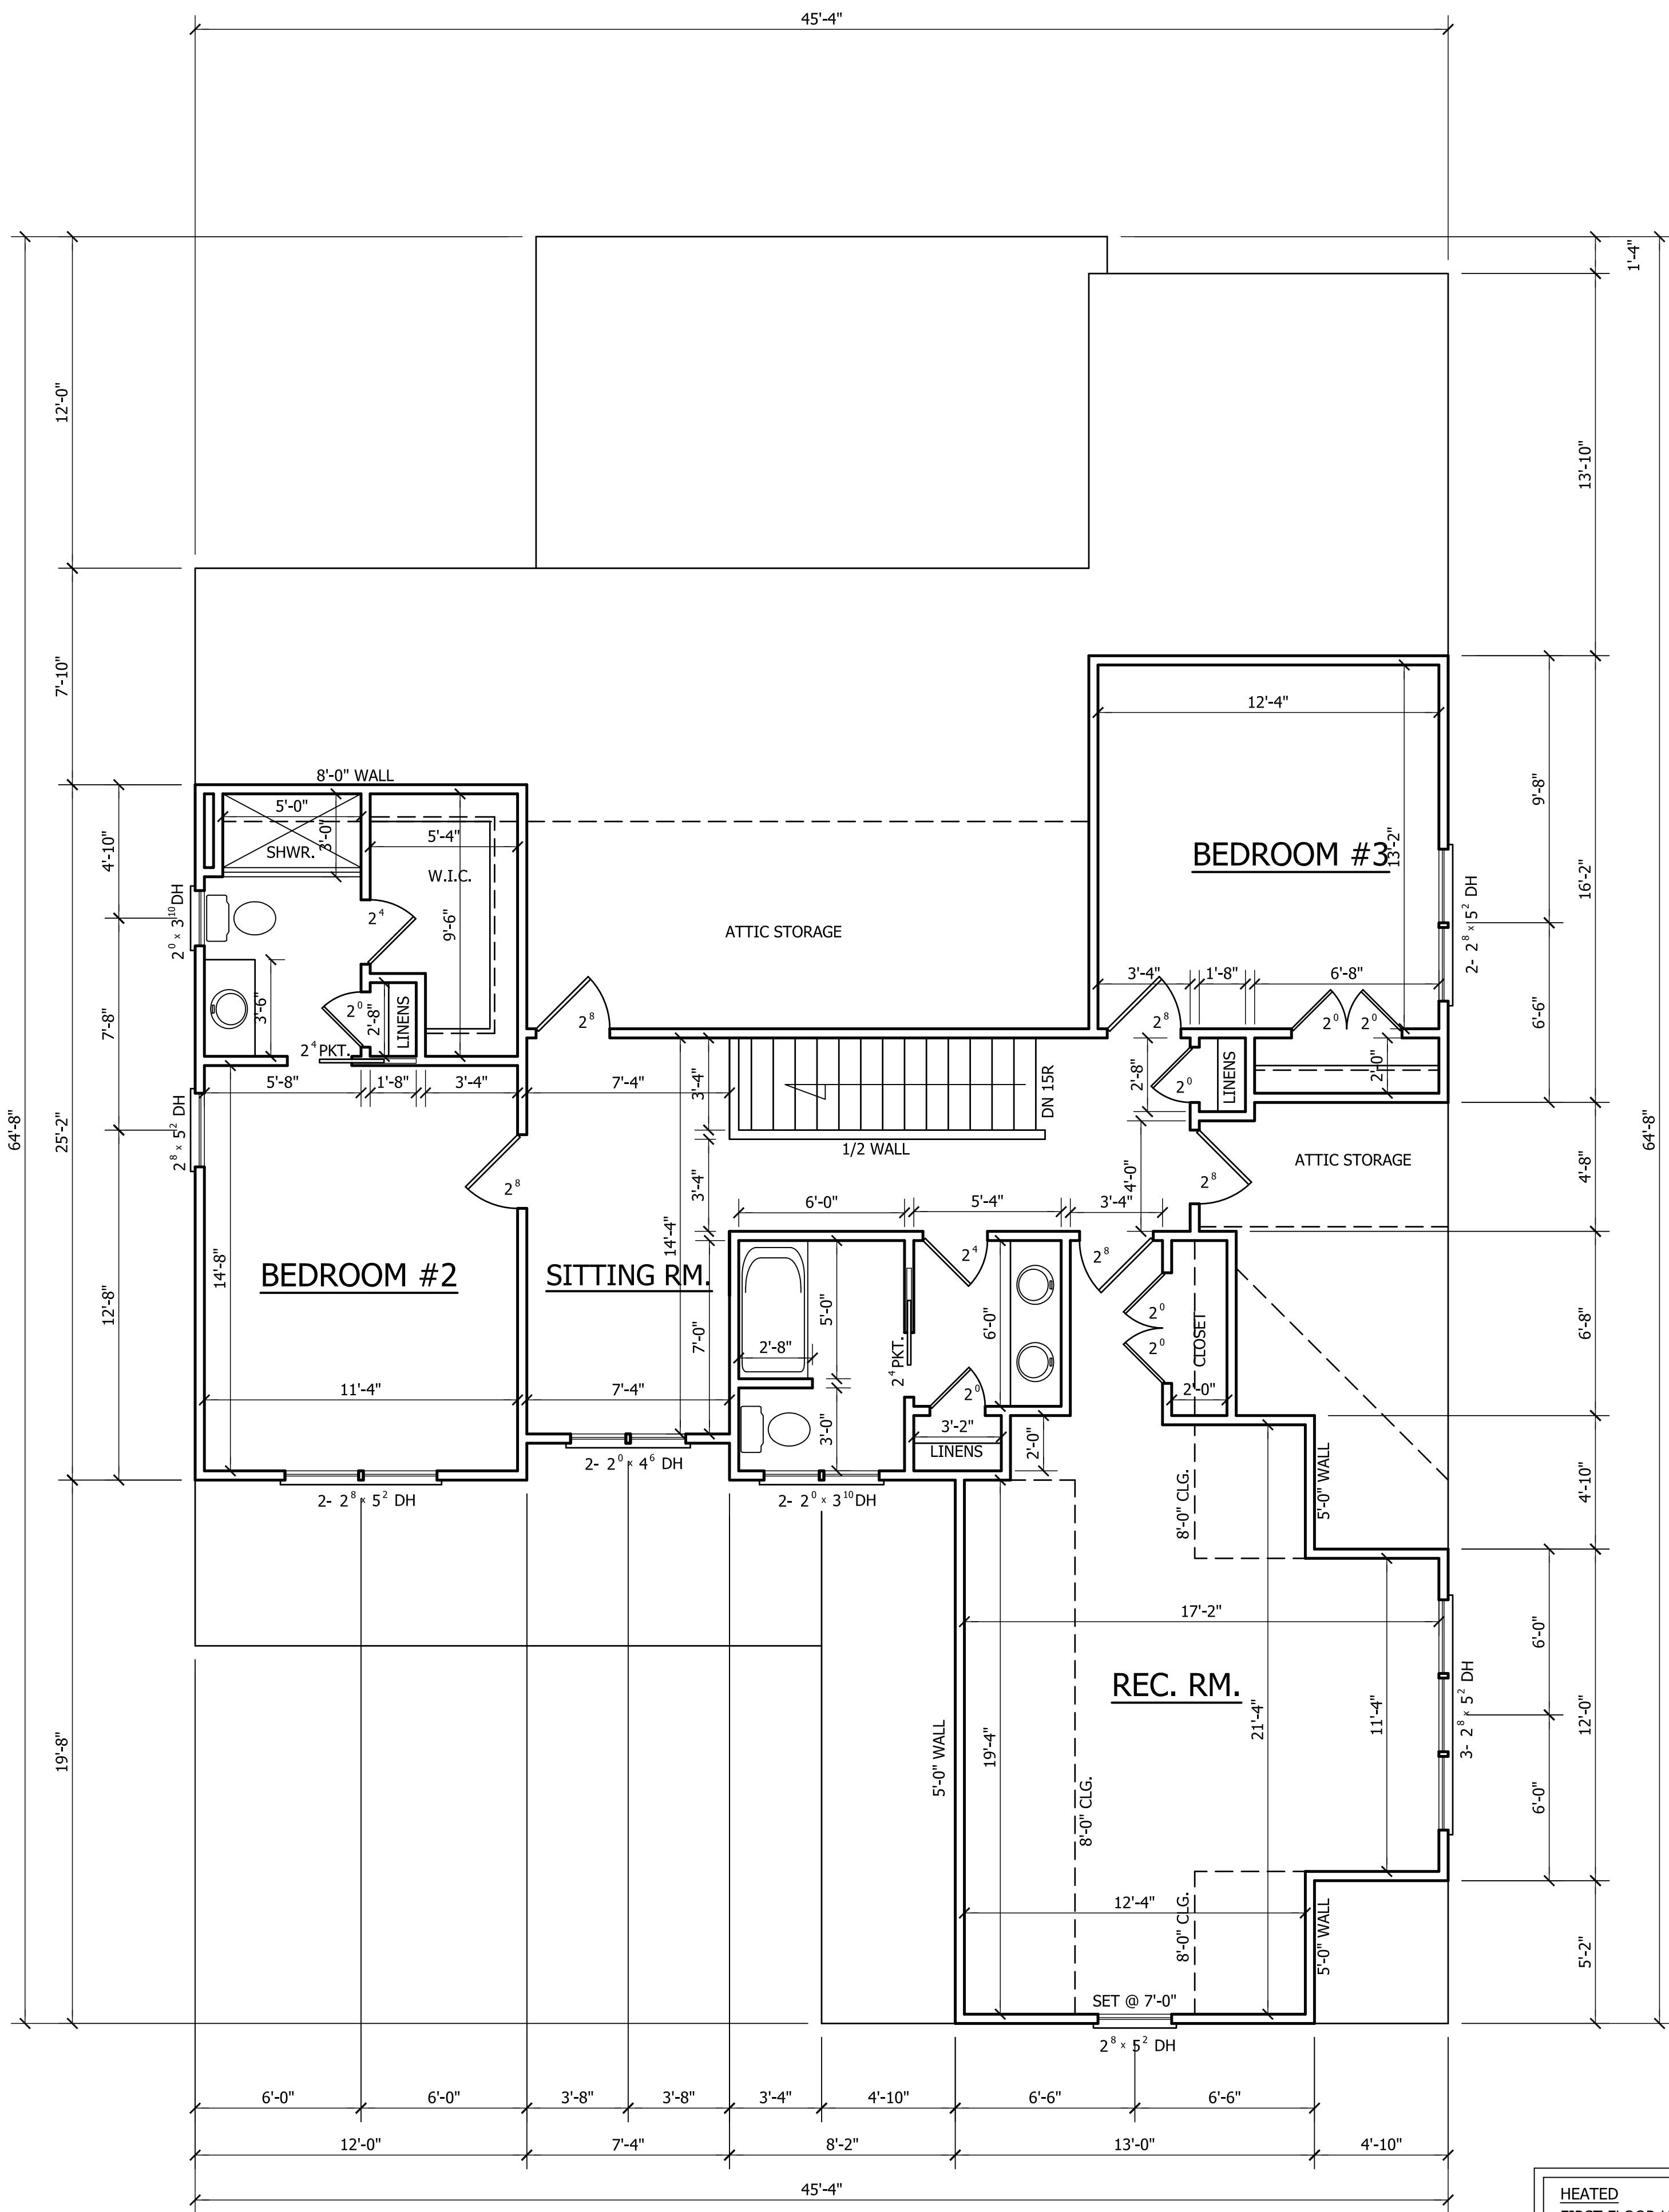 45'-4"
1'-4"
12'-0"
13'-10"
7'-10"
12'-4"
8'-0" WALL
5'-0"
3'-0"
SHWR.
5'-4"
W.I.C.
9'-6"
4'-10"
2⁰ x 3¹⁰ DH
2⁴
9'-8"
13'-2"
BEDROOM #3
16'-2"
2- 2⁸ x 5² DH
ATTIC STORAGE
3'-4"
1'-8"
6'-8"
6'-6"
7'-8"
3'-6"
2⁰
2'-8"
LINENS
2⁴ PKT.
2⁸
2⁸
2⁰
2⁰
5'-8"
1'-8"
3'-4"
7'-4"
3'-4"
DN 15R
2'-8"
2⁰
LINENS
2'-0"
64'-8"
25'-2"
2⁸ x 5² DH
1/2 WALL
3'-4"
4'-0"
ATTIC STORAGE
4'-8"
64'-8"
2⁸
2⁸
6'-0"
5'-4"
3'-4"
14'-8"
BEDROOM #2
14'-4"
SITTING RM.
2⁴
2⁸
12'-8"
7'-0"
5'-0"
6'-0"
2⁰
2⁰
CLOSET
6'-8"
2'-8"
2⁴ PKT.
2⁰
2'-0"
11'-4"
7'-4"
3'-0"
3'-2"
LINENS
2'-0"
2- 2⁸ x 5² DH
2- 2⁰ x 4⁶ DH
2- 2⁰ x 3¹⁰ DH
8'-0" CLG.
5'-0" WALL
4'-10"
17'-2"
6'-0"
REC. RM.
3- 2⁸ x 5² DH
19'-8"
5'-0" WALL
19'-4"
21'-4"
11'-4"
12'-0"
8'-0" CLG.
6'-0"
12'-4"
8'-0" CLG.
5'-0" WALL
5'-2"
SET @ 7'-0"
2⁸ x 5² DH
6'-0"
6'-0"
3'-8"
3'-8"
3'-4"
4'-10"
6'-6"
6'-6"
12'-0"
7'-4"
8'-2"
13'-0"
4'-10"
45'-4"
HEATED